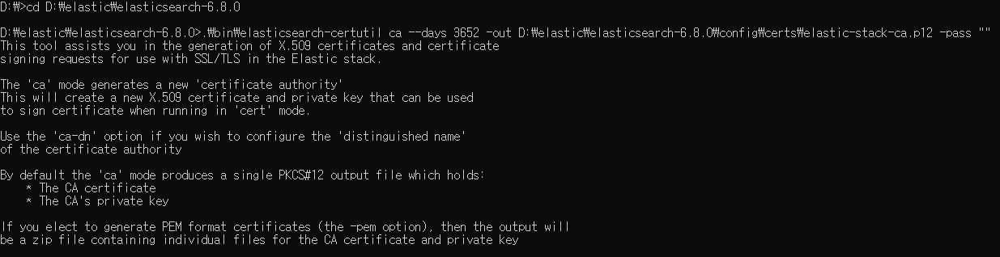 D:₩>cd D:₩elastic₩elasticsearch-6.8.0
D:₩elastic₩elasticsearch-6.8.0>.₩bin₩elasticsearch-certutil ca --days 3652 -out D:₩elastic₩elasticsearch-6.8.0₩config₩certs₩elastic-stack-ca.p12 -pass ""
This tool assists you in the generation of X.509 certificates and certificate
signing requests for use with SSL/TLS in the Elastic stack.
The 'ca' mode generates a new 'certificate authority'
This will create a new X.509 certificate and private key that can be used
to sign certificate when running in 'cert' mode.
Use the 'ca-dn' option if you wish to configure the 'distinguished name'
of the certificate authority
By default the 'ca' mode produces a single PKCS#12 output file which holds:
    * The CA certificate
    * The CA's private key
If you elect to generate PEM format certificates (the -pem option), then the output will
be a zip file containing individual files for the CA certificate and private key